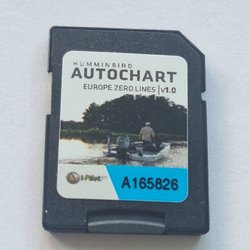 HUMMINBIRD
AUTOCHART
EUROPE ZERO LINES | v1.0
i-Pilot
A165826